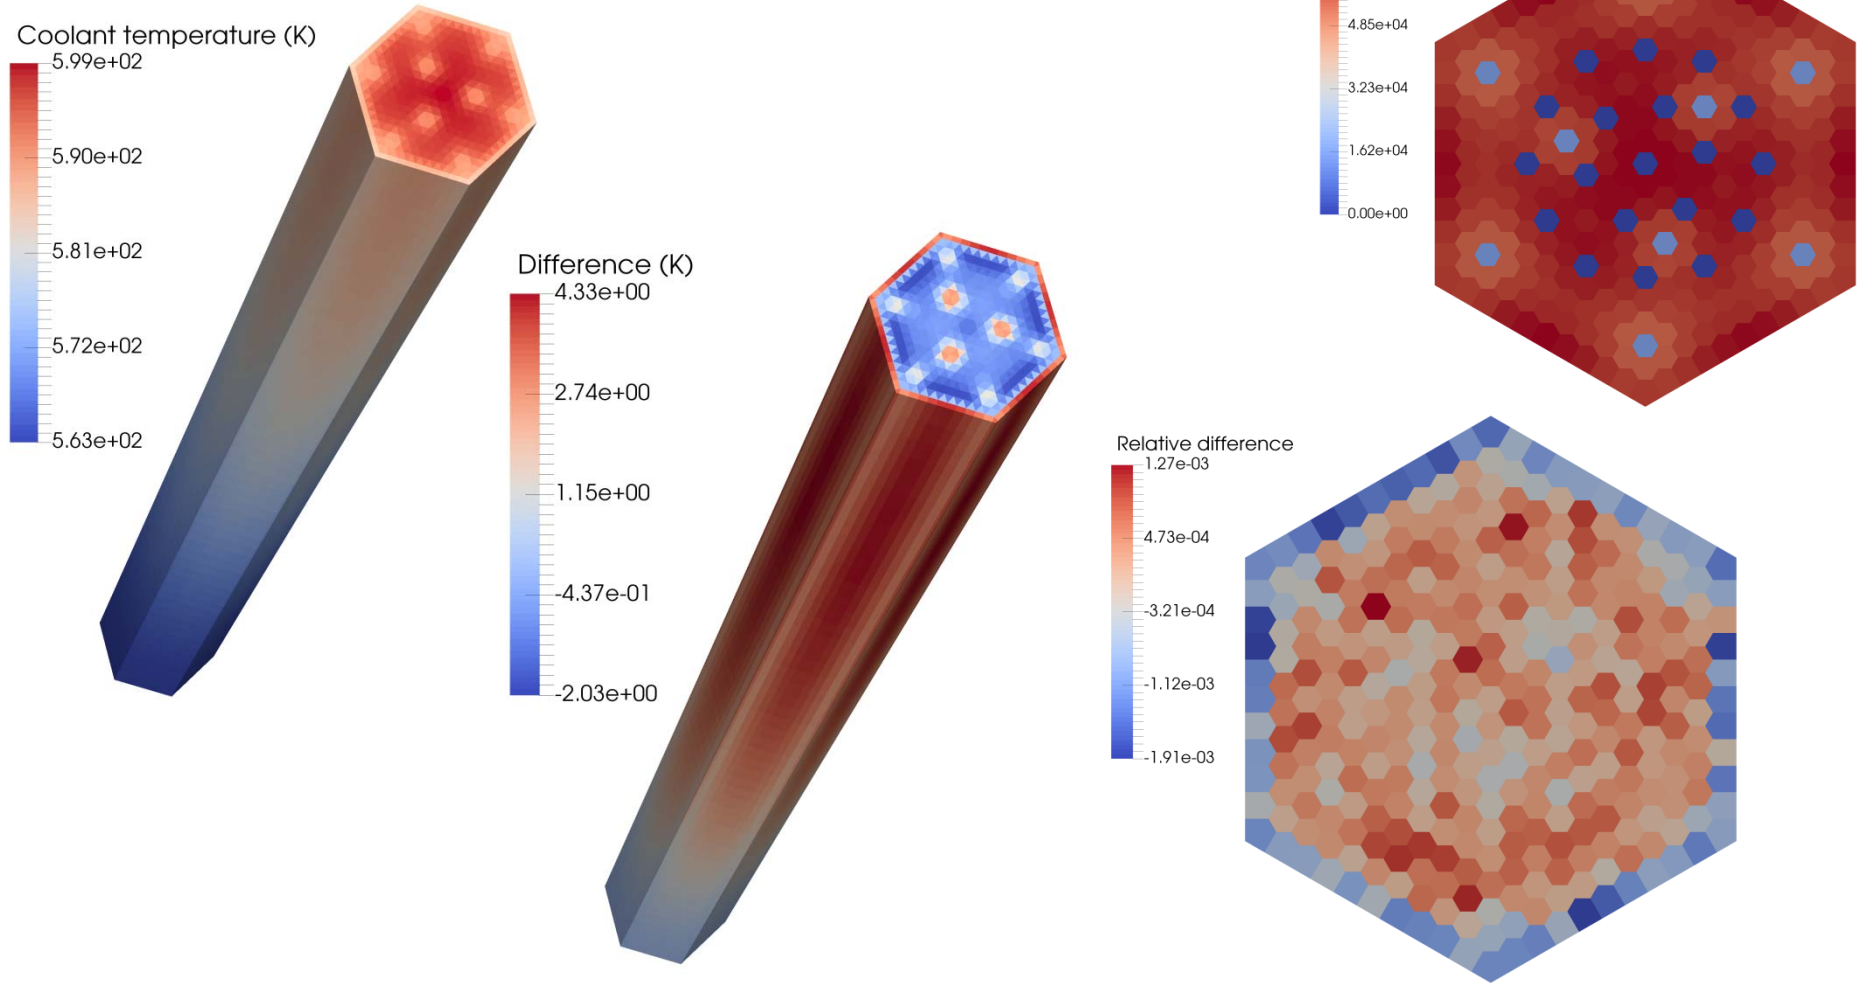 Coolant temperature (K)
5.99e+02
5.90e+02
5.81e+02
5.72e+02
5.63e+02
Difference (K)
4.33e+00
2.74e+00
1.15e+00
-4.37e-01
-2.03e+00
4.85e+04
3.23e+04
1.62e+04
0.00e+00
Relative difference
1.27e-03
4.73e-04
-3.21e-04
-1.12e-03
-1.91e-03